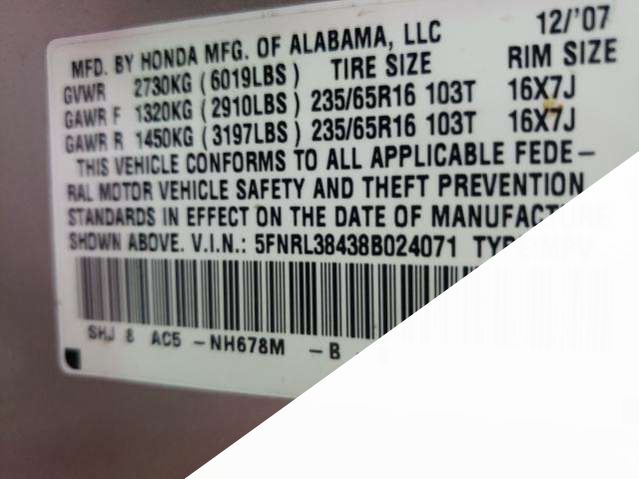 MFD. BY HONDA MFG. OF ALABAMA, LLC 12/'07
GVWR 2730KG (6019LBS) TIRE SIZE RIM SIZE
GAWR F 1320KG (2910LBS) 235/65R16 103T 16X7J
GAWR R 1450KG (3197LBS) 235/65R16 103T 16X7J
THIS VEHICLE CONFORMS TO ALL APPLICABLE FEDE-
RAL MOTOR VEHICLE SAFETY AND THEFT PREVENTION
STANDARDS IN EFFECT ON THE DATE OF MANUFACTURE
SHOWN ABOVE. V.I.N.: 5FNRL38438B024071 TYPE: MPV
SHJ 8 AC5 -NH678M -B